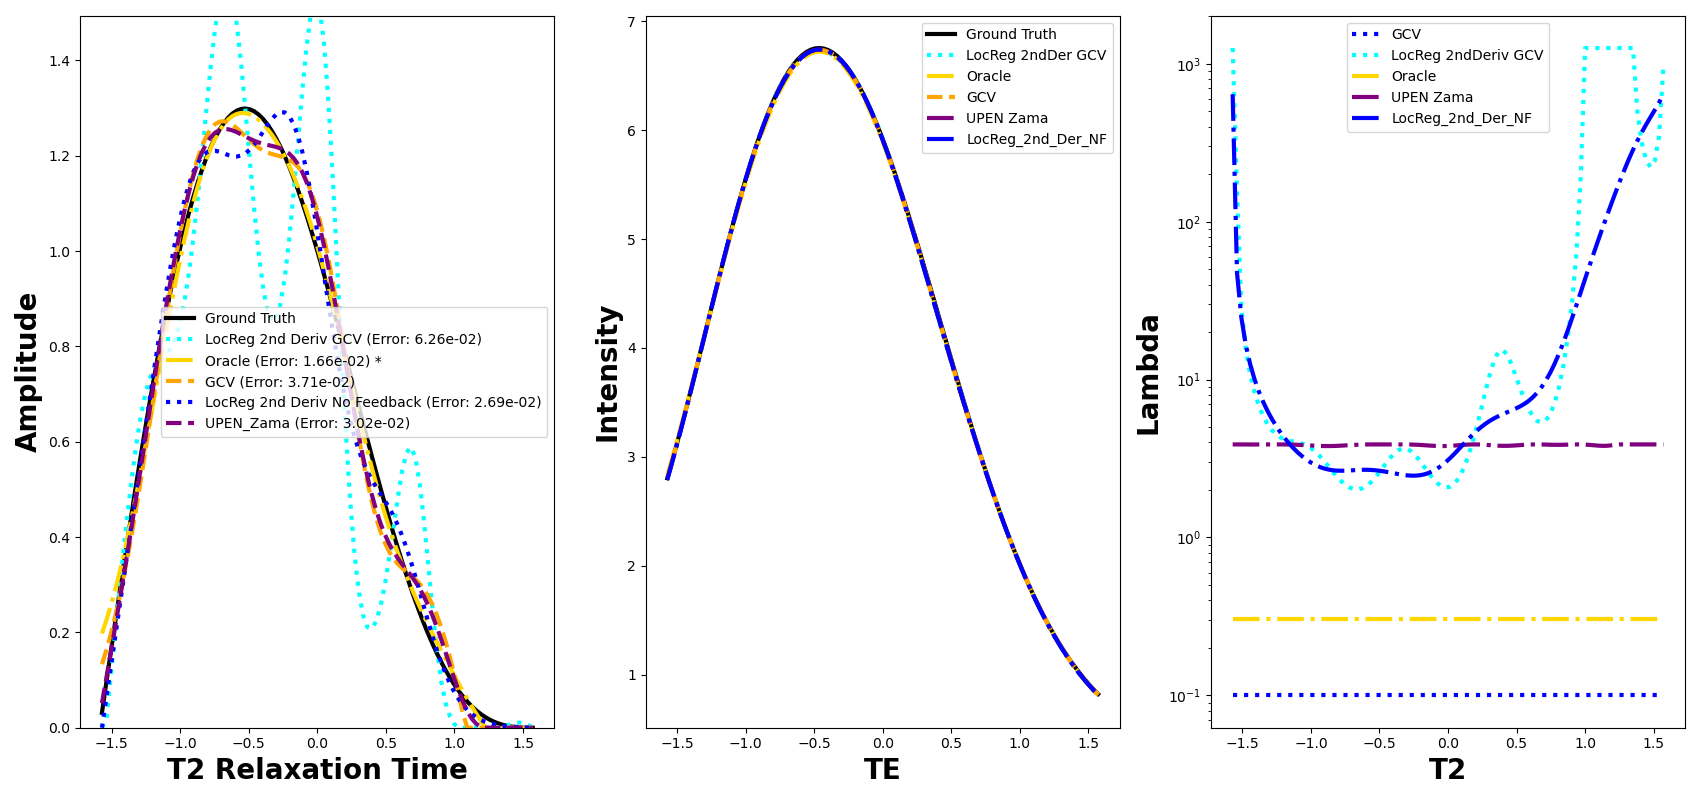 Amplitude
1.4
1.2
1.0
0.8
0.6
0.4
0.2
0.0
Ground Truth
LocReg 2nd Deriv GCV (Error: 6.26e-02)
Oracle (Error: 1.66e-02) *
GCV (Error: 3.71e-02)
LocReg 2nd Deriv No Feedback (Error: 2.69e-02)
UPEN_Zama (Error: 3.02e-02)
−1.5 −1.0 −0.5 0.0 0.5 1.0 1.5
T2 Relaxation Time
Intensity
7
6
5
4
3
2
1
Ground Truth
LocReg 2ndDer GCV
Oracle
GCV
UPEN Zama
LocReg_2nd_Der_NF
−1.5 −1.0 −0.5 0.0 0.5 1.0 1.5
TE
Lambda
10³
10²
10¹
10⁰
10⁻¹
GCV
LocReg 2ndDeriv GCV
Oracle
UPEN Zama
LocReg_2nd_Der_NF
−1.5 −1.0 −0.5 0.0 0.5 1.0 1.5
T2